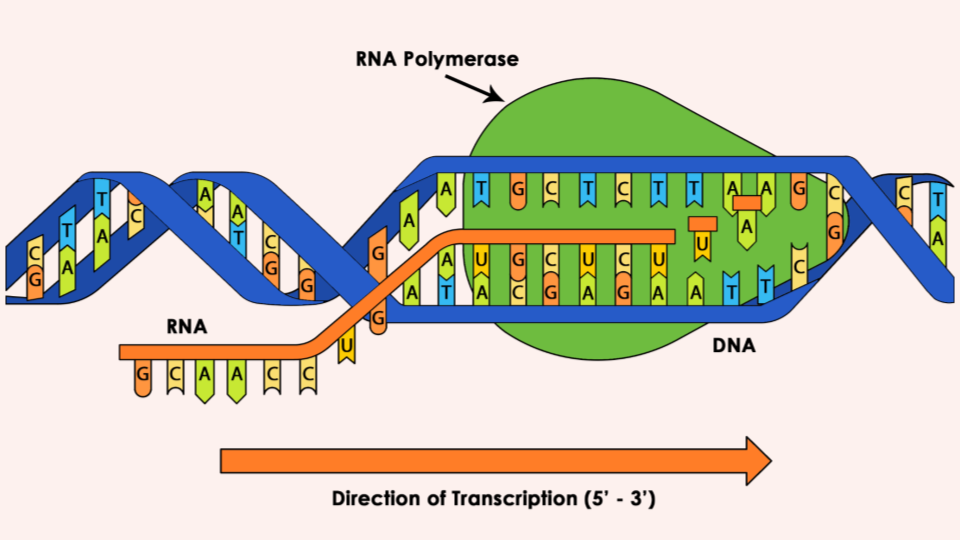 RNA Polymerase
C G T A T A C A A T C G G
G A A T G C T C T T A A G C G C T A
A U G C U C U U A
G A T A C G A G A A T T C
RNA
U
DNA
G C A A C C
Direction of Transcription (5’ - 3’)